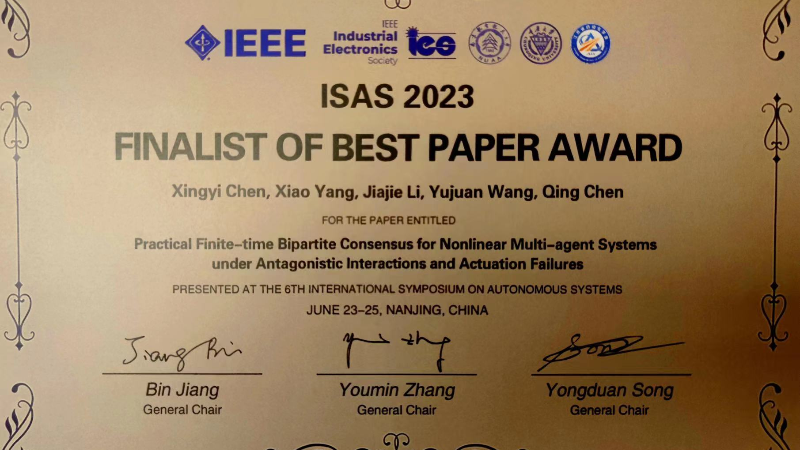 IEEE
IEEE
Industrial
Electronics
Society
ies
ISAS 2023
FINALIST OF BEST PAPER AWARD
Xingyi Chen, Xiao Yang, Jiajie Li, Yujuan Wang, Qing Chen
FOR THE PAPER ENTITLED
Practical Finite-time Bipartite Consensus for Nonlinear Multi-agent Systems
under Antagonistic Interactions and Actuation Failures
PRESENTED AT THE 6TH INTERNATIONAL SYMPOSIUM ON AUTONOMOUS SYSTEMS
JUNE 23-25, NANJING, CHINA
Jiang Bin
Bin Jiang
Youmin Zhang
Yongduan Song
General Chair
General Chair
General Chair